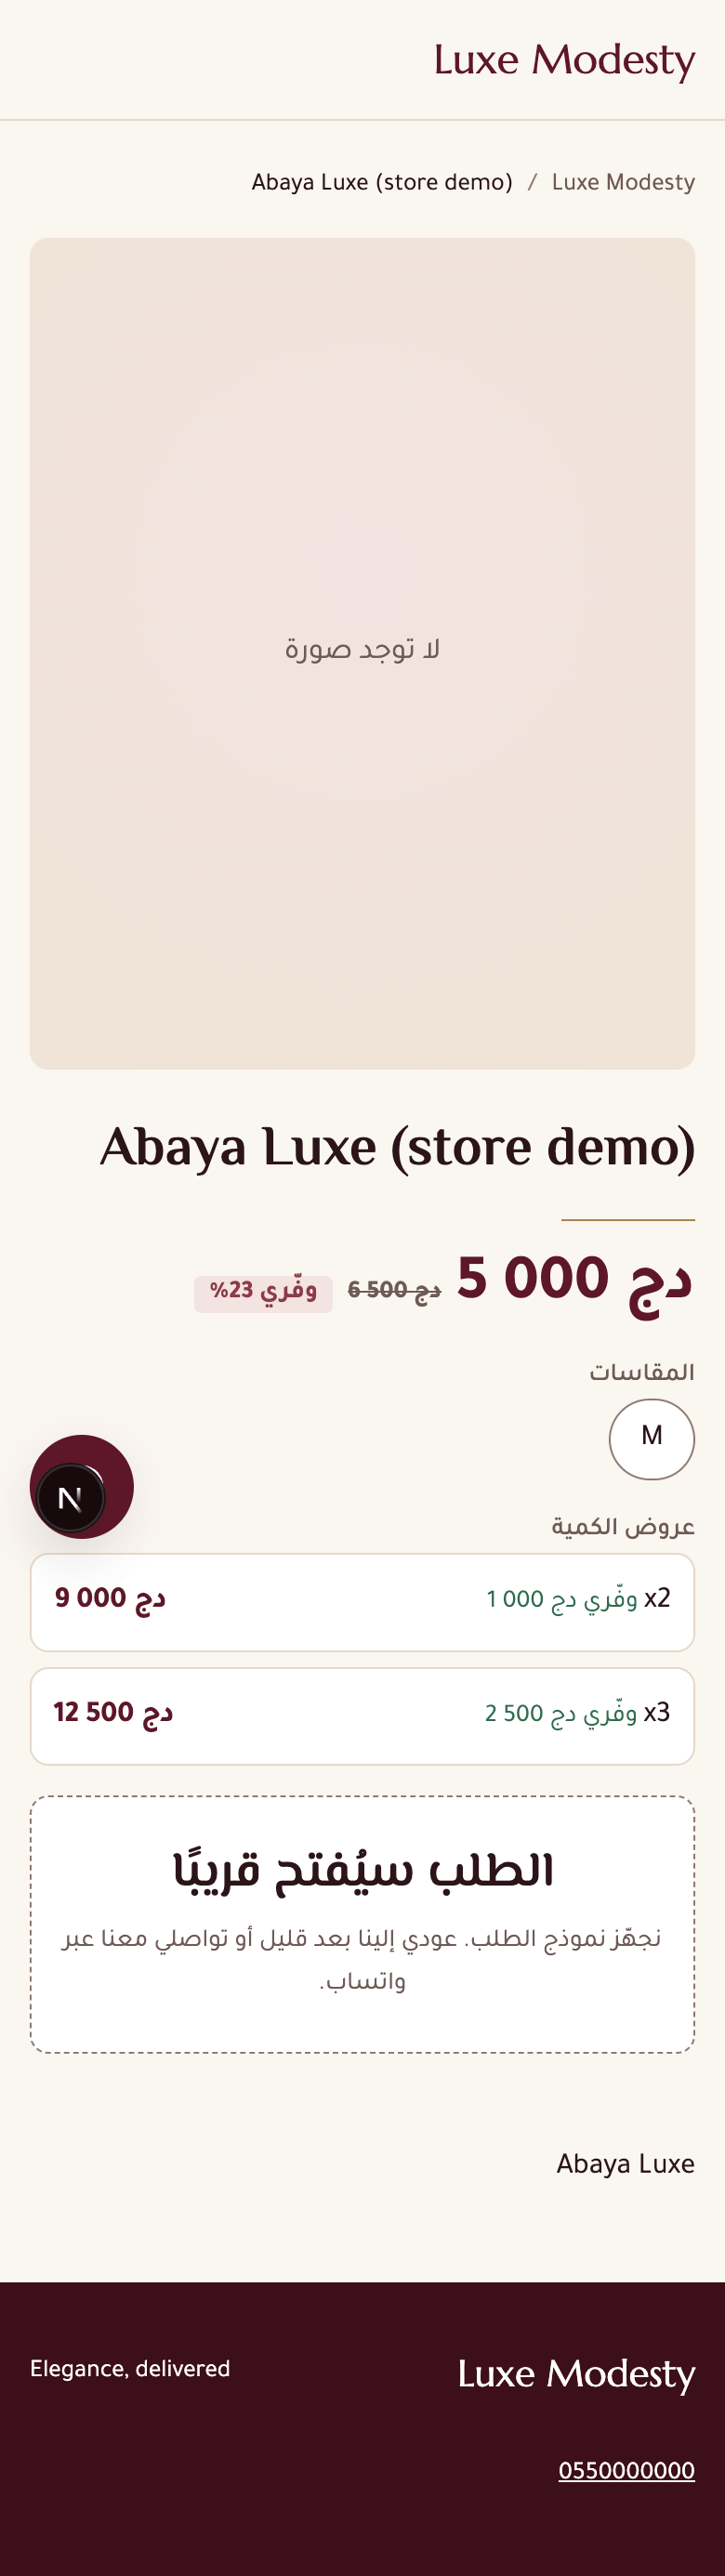 Luxe Modesty
Luxe Modesty / Abaya Luxe (store demo)
لا توجد صورة
Abaya Luxe (store demo)
5 000 دج 6 500 دج وفّري 23%
المقاسات
M
N
عروض الكمية
x2 وفّري دج 1 000 دج 9 000
x3 وفّري دج 2 500 دج 12 500
الطلب سيُفتح قريبًا
نجهّز نموذج الطلب. عودي إلينا بعد قليل أو تواصلي معنا عبر
واتساب.
Abaya Luxe
Luxe Modesty Elegance, delivered
0550000000